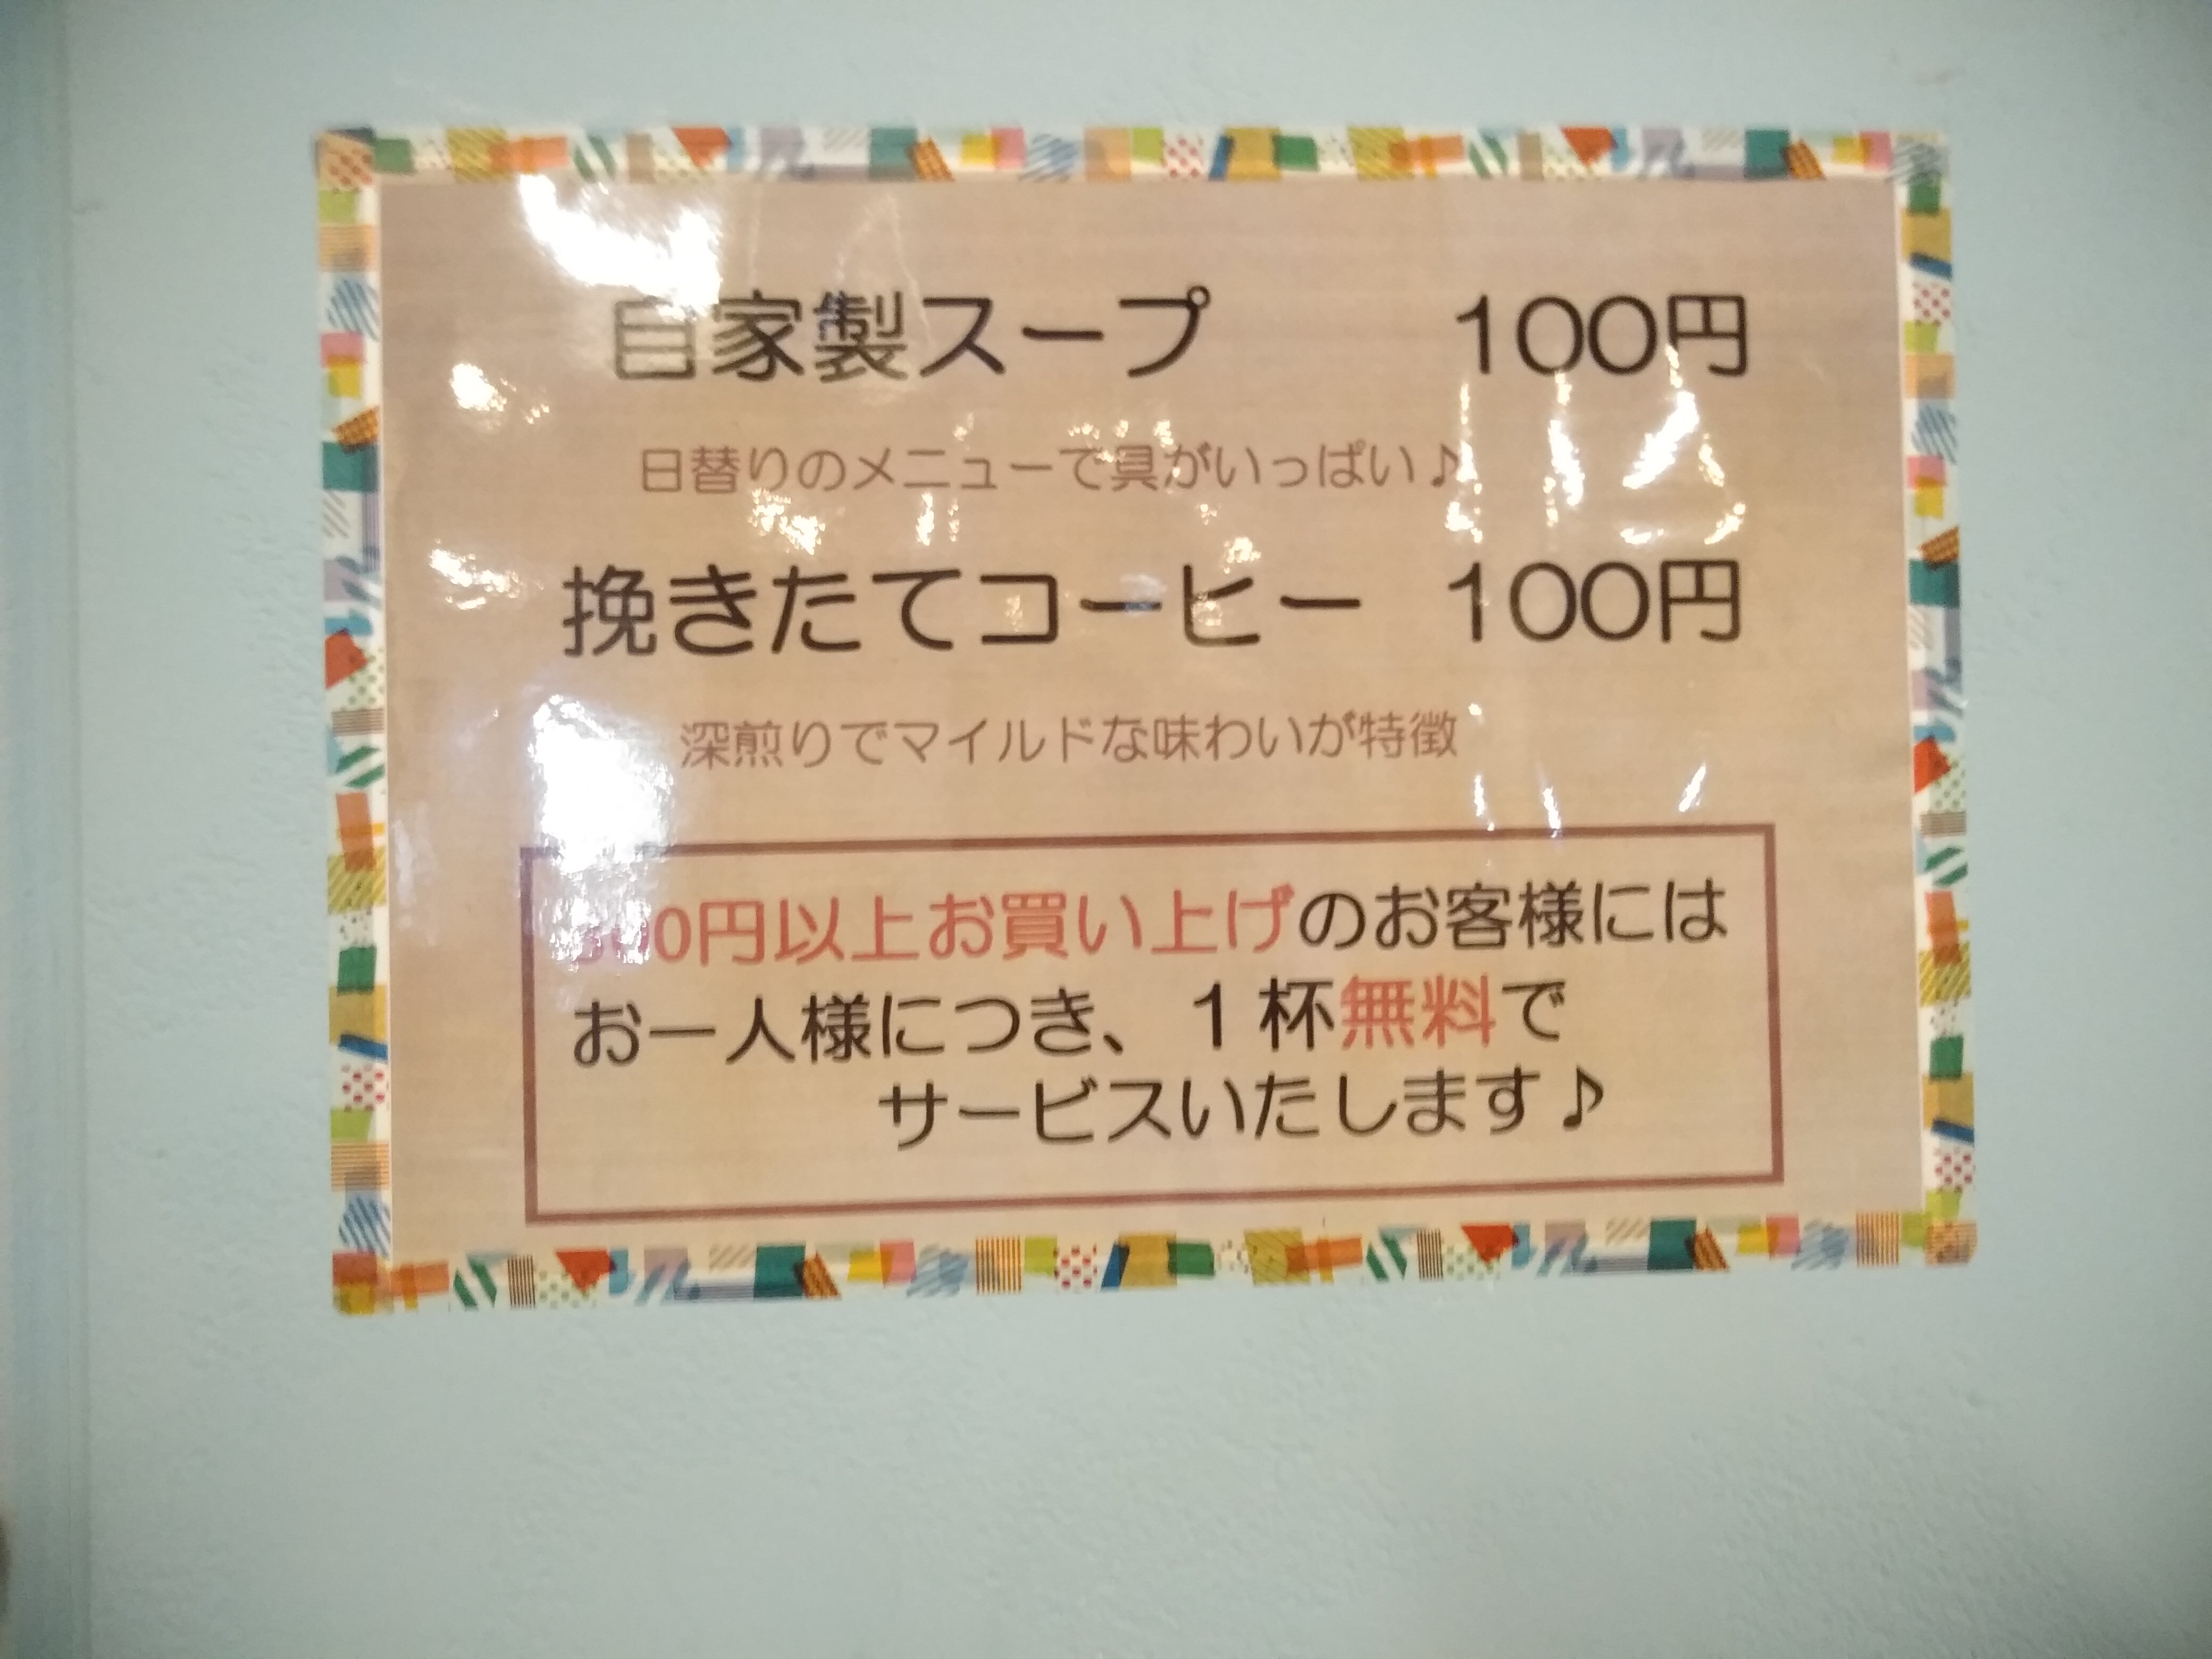 自家製スープ 100円
日替りのメニューで具がいっぱい♪
挽きたてコーヒー 100円
深煎りでマイルドな味わいが特徴
以上お買い上げのお客様には
お一人様につき、1杯無料で
サービスいたします♪